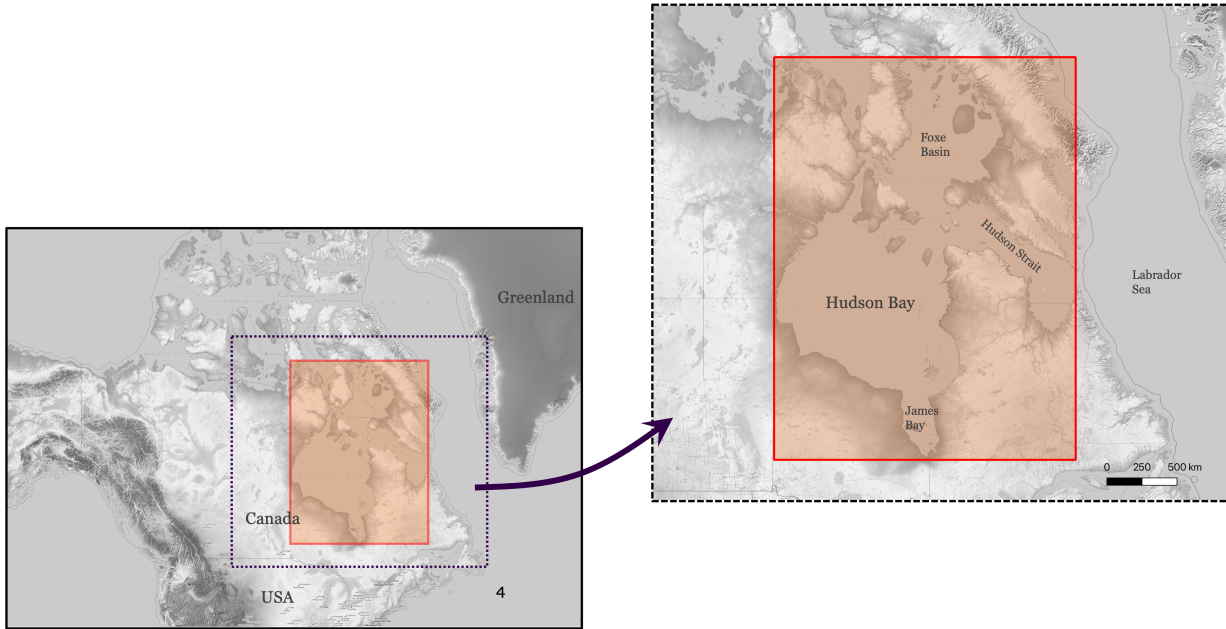 Greenland
Canada
USA
4
Foxe
Basin
Hudson Strait
Labrador
Sea
Hudson Bay
James
Bay
0 250 500 km